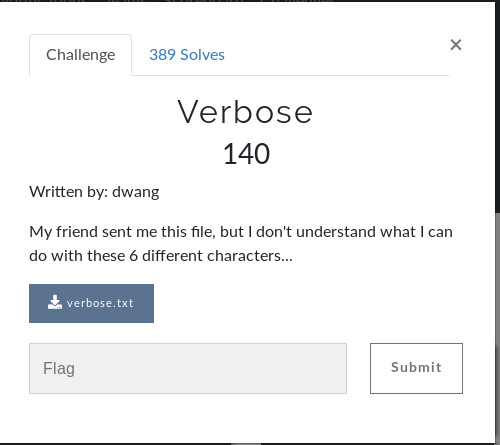 Challenge
389 Solves
×
Verbose
140
Written by: dwang
My friend sent me this file, but I don't understand what I can
do with these 6 different characters...
verbose.txt
Flag
Submit